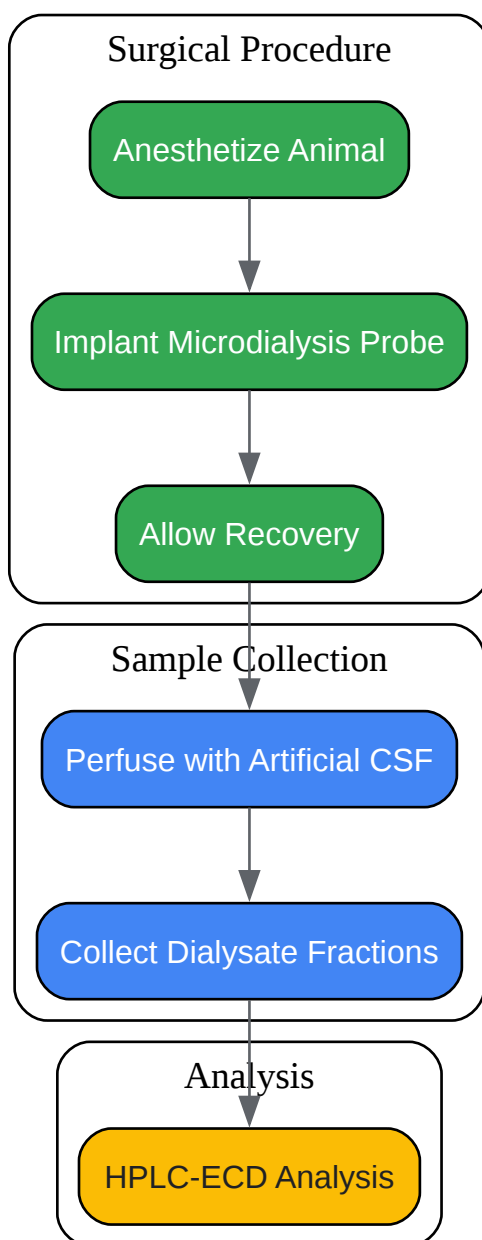 Surgical Procedure
Anesthetize Animal
Implant Microdialysis Probe
Allow Recovery
Sample Collection
Perfuse with Artificial CSF
Collect Dialysate Fractions
Analysis
HPLC-ECD Analysis